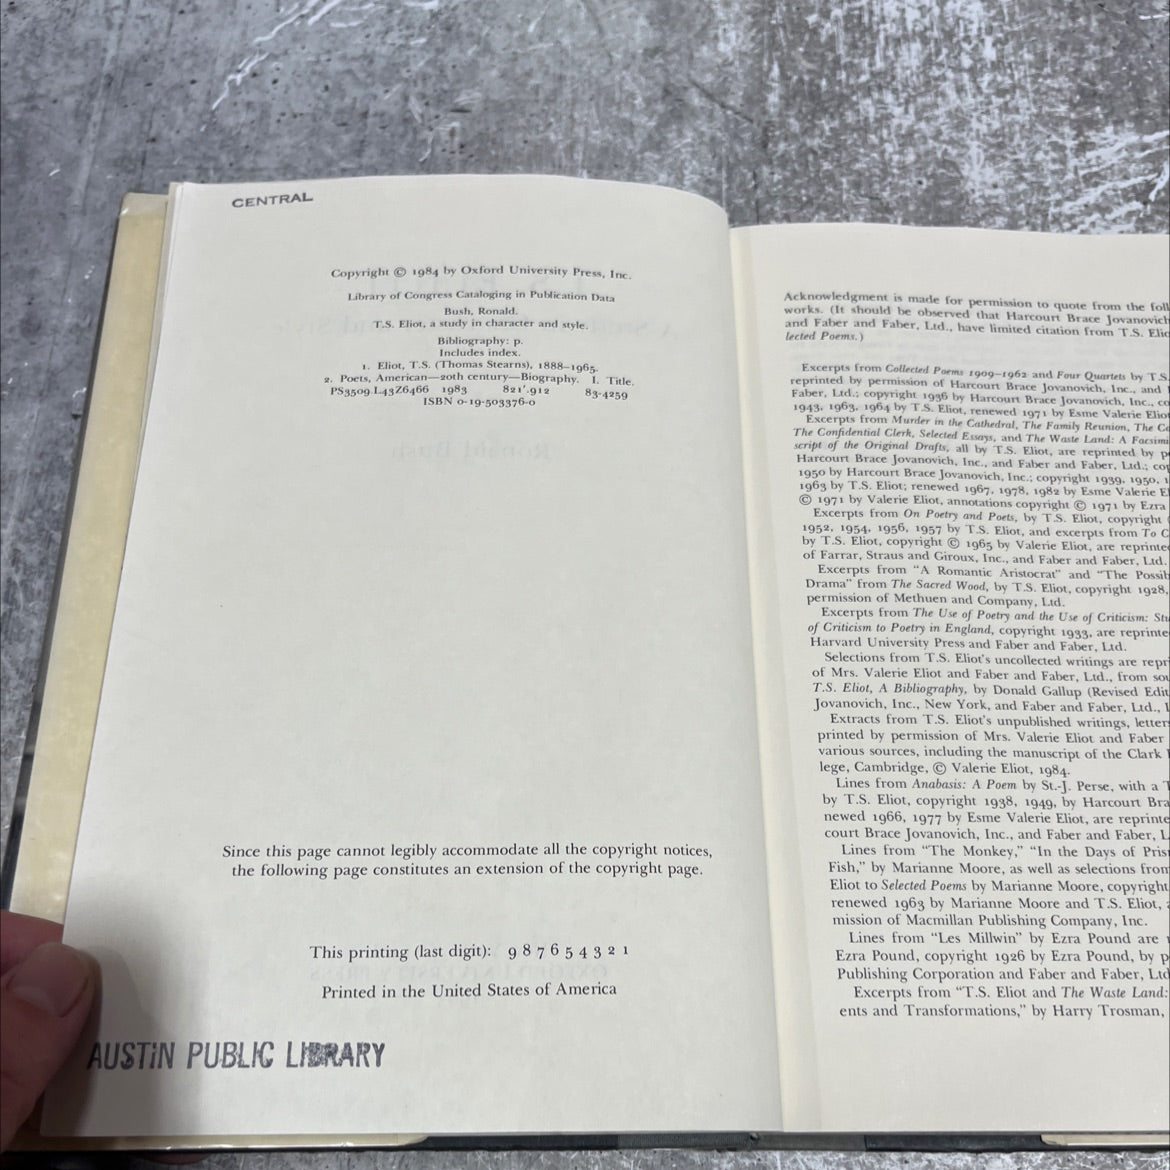 CENTRAL
Copyright © 1984 by Oxford University Press, Inc.
Library of Congress Cataloging in Publication Data
Bush, Ronald.
T.S. Eliot, a study in character and style.
Bibliography: p.
Includes index.
1. Eliot, T.S. (Thomas Stearns), 1888–1965.
2. Poets, American—20th century—Biography. I. Title.
PS3509.L43Z6466 1983 821'.912 83-4259
ISBN 0-19-503376-0
Since this page cannot legibly accommodate all the copyright notices,
the following page constitutes an extension of the copyright page.
This printing (last digit): 9 8 7 6 5 4 3 2 1
Printed in the United States of America
AUSTiN PUBLIC LIBRARY
Acknowledgment is made for permission to quote from the foll
works. (It should be observed that Harcourt Brace Jovanovich
and Faber and Faber, Ltd., have limited citation from T.S. Elio
lected Poems.)
Excerpts from Collected Poems 1909–1962 and Four Quartets by T.S.
reprinted by permission of Harcourt Brace Jovanovich, Inc., and
Faber, Ltd.; copyright 1936 by Harcourt Brace Jovanovich, Inc., co
1943, 1963, 1964 by T.S. Eliot, renewed 1971 by Esme Valerie Eliot
Excerpts from Murder in the Cathedral, The Family Reunion, The Co
The Confidential Clerk, Selected Essays, and The Waste Land: A Facsimi
script of the Original Drafts, all by T.S. Eliot, are reprinted by p
Harcourt Brace Jovanovich, Inc., and Faber and Faber, Ltd.; cop
1950 by Harcourt Brace Jovanovich, Inc.; copyright 1939, 1950, 1
1963 by T.S. Eliot; renewed 1967, 1978, 1982 by Esme Valerie El
© 1971 by Valerie Eliot, annotations copyright © 1971 by Ezra
Excerpts from On Poetry and Poets, by T.S. Eliot, copyright
1952, 1954, 1956, 1957 by T.S. Eliot, and excerpts from To C
by T.S. Eliot, copyright © 1965 by Valerie Eliot, are reprinte
of Farrar, Straus and Giroux, Inc., and Faber and Faber, Ltd.
Excerpts from “A Romantic Aristocrat” and “The Possib
Drama” from The Sacred Wood, by T.S. Eliot, copyright 1928,
permission of Methuen and Company, Ltd.
Excerpts from The Use of Poetry and the Use of Criticism: Stu
of Criticism to Poetry in England, copyright 1933, are reprinte
Harvard University Press and Faber and Faber, Ltd.
Selections from T.S. Eliot's uncollected writings are repri
of Mrs. Valerie Eliot and Faber and Faber, Ltd., from sou
T.S. Eliot, A Bibliography, by Donald Gallup (Revised Edit
Jovanovich, Inc., New York, and Faber and Faber, Ltd., L
Extracts from T.S. Eliot's unpublished writings, letters
printed by permission of Mrs. Valerie Eliot and Faber
various sources, including the manuscript of the Clark
lege, Cambridge, © Valerie Eliot, 1984.
Lines from Anabasis: A Poem by St.-J. Perse, with a T
by T.S. Eliot, copyright 1938, 1949, by Harcourt Bra
newed 1966, 1977 by Esme Valerie Eliot, are reprinte
court Brace Jovanovich, Inc., and Faber and Faber, L
Lines from “The Monkey,” “In the Days of Pris
Fish,” by Marianne Moore, as well as selections from
Eliot to Selected Poems by Marianne Moore, copyright
renewed 1963 by Marianne Moore and T.S. Eliot, a
mission of Macmillan Publishing Company, Inc.
Lines from “Les Millwin” by Ezra Pound are r
Ezra Pound, copyright 1926 by Ezra Pound, by p
Publishing Corporation and Faber and Faber, Ltd
Excerpts from “T.S. Eliot and The Waste Land:
ents and Transformations,” by Harry Trosman,